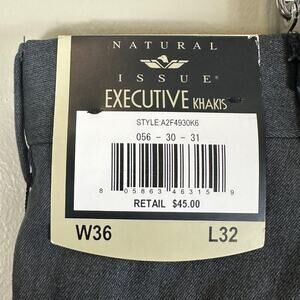 NATURAL
ISSUE®
EXECUTIVE KHAKIS
STYLE:A2F4930K6
056 - 30 - 31
8 05863 46315 9
RETAIL $45.00
W36 L32